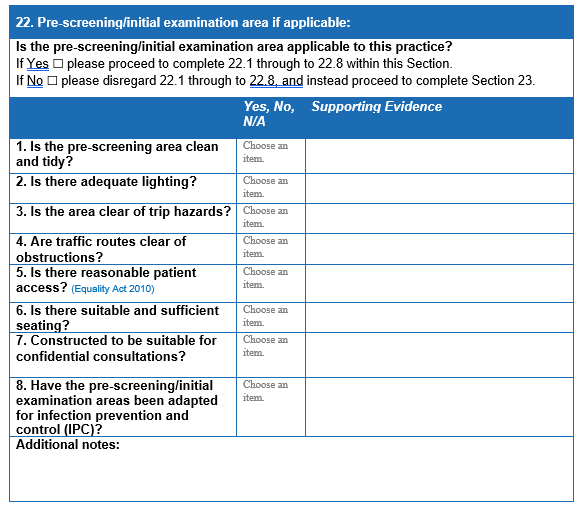 22. Pre-screening/initial examination area if applicable:
Is the pre-screening/initial examination area applicable to this practice?
If Yes ☐ please proceed to complete 22.1 through to 22.8 within this Section.
If No ☐ please disregard 22.1 through to 22.8, and instead proceed to complete Section 23.
Yes, No, Supporting Evidence
N/A
1. Is the pre-screening area clean Choose an
and tidy? item.
2. Is there adequate lighting? Choose an
item.
3. Is the area clear of trip hazards? Choose an
item.
4. Are traffic routes clear of Choose an
obstructions? item.
5. Is there reasonable patient Choose an
access? (Equality Act 2010) item.
6. Is there suitable and sufficient Choose an
seating? item.
7. Constructed to be suitable for Choose an
confidential consultations? item.
8. Have the pre-screening/initial Choose an
examination areas been adapted item.
for infection prevention and
control (IPC)?
Additional notes: